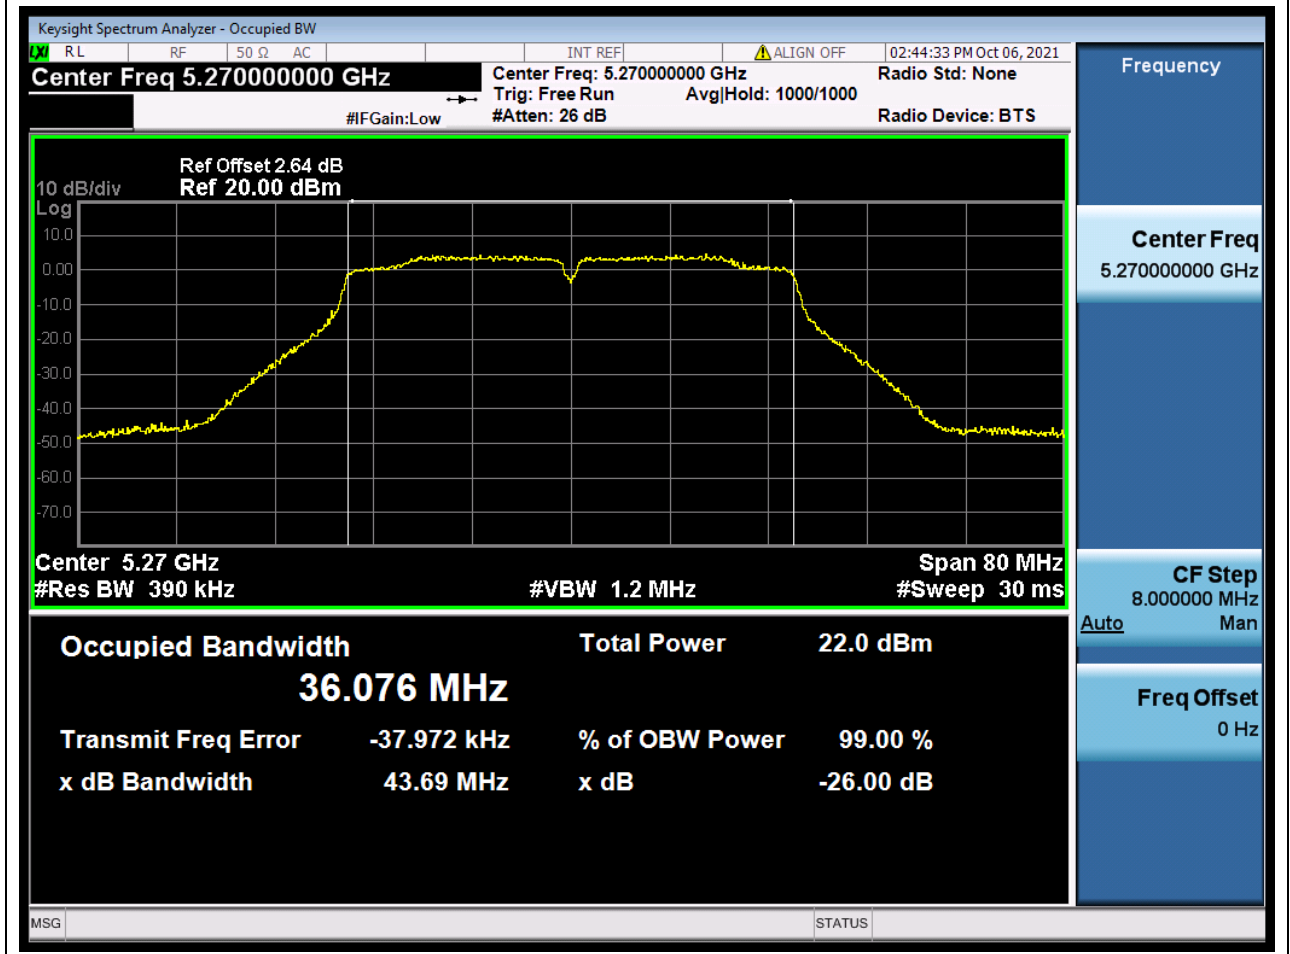 Keysight Spectrum Analyzer - Occupied BW
LXI RL RF 50 Ω AC INT REF ALIGN OFF 02:44:33 PM Oct 06, 2021
Center Freq 5.270000000 GHz
Center Freq: 5.270000000 GHz
Radio Std: None
Trig: Free Run Avg|Hold: 1000/1000
#IFGain:Low
#Atten: 26 dB
Radio Device: BTS
Ref Offset 2.64 dB
10 dB/div Ref 20.00 dBm
Log
10.0
0.00
-10.0
-20.0
-30.0
-40.0
-50.0
-60.0
-70.0
Center 5.27 GHz Span 80 MHz
#Res BW 390 kHz #VBW 1.2 MHz #Sweep 30 ms
Occupied Bandwidth Total Power 22.0 dBm
36.076 MHz
Transmit Freq Error -37.972 kHz % of OBW Power 99.00 %
x dB Bandwidth 43.69 MHz x dB -26.00 dB
MSG STATUS
Frequency
Center Freq
5.270000000 GHz
CF Step
8.000000 MHz
Auto Man
Freq Offset
0 Hz